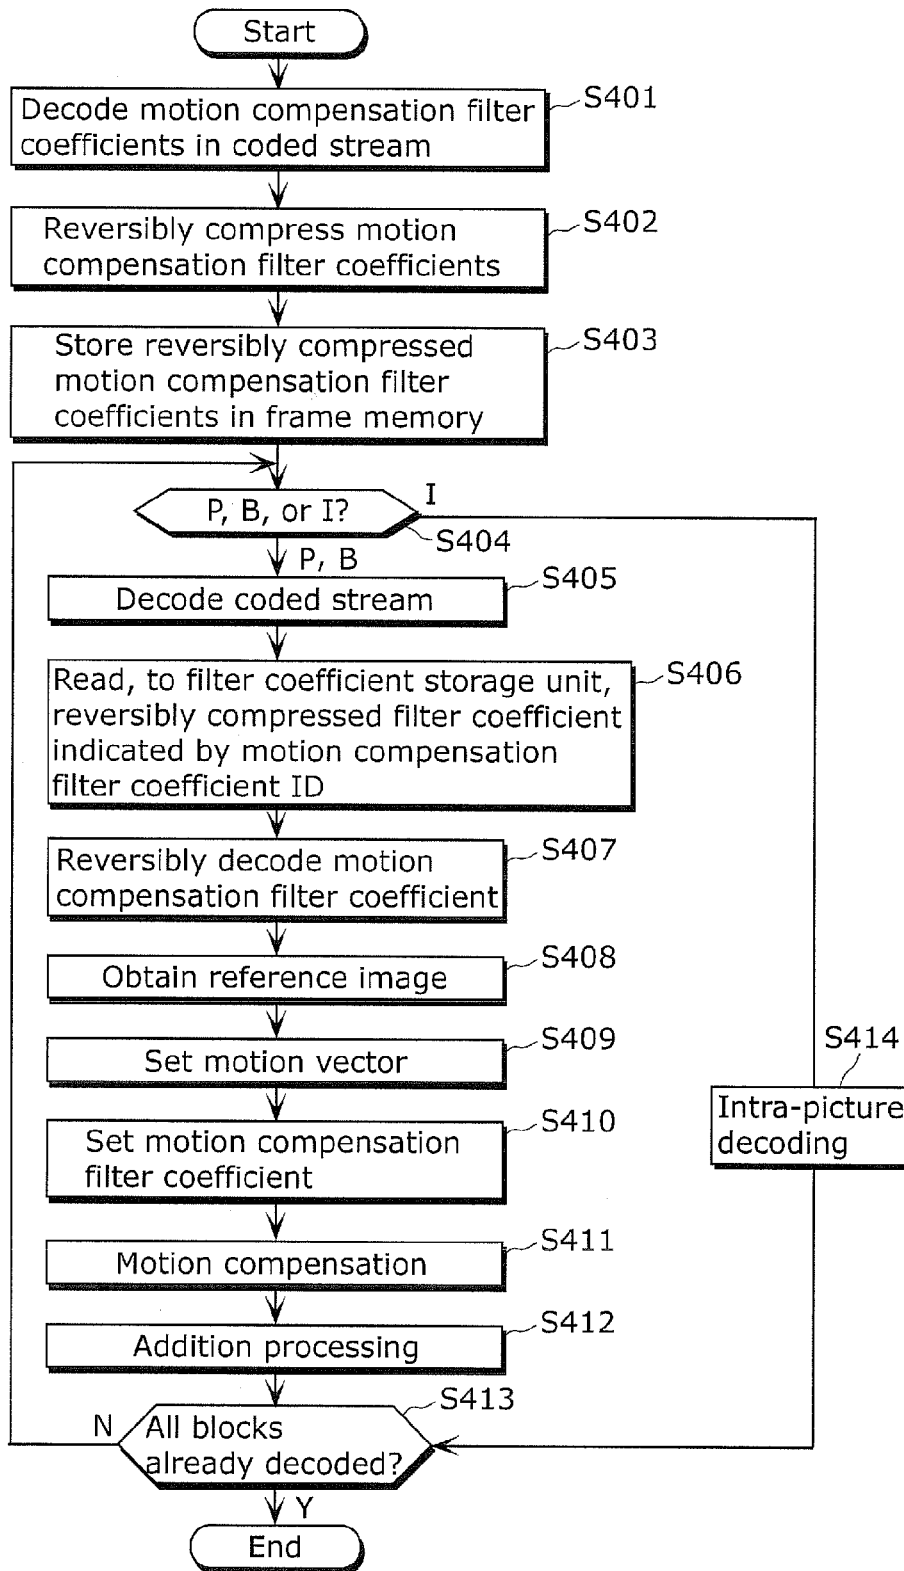 Start
S401
Decode motion compensation filter
coefficients in coded stream
S402
Reversibly compress motion
compensation filter coefficients
S403
Store reversibly compressed
motion compensation filter
coefficients in frame memory
P, B, or I?
I
S404
P, B
S405
Decode coded stream
S406
Read, to filter coefficient storage unit,
reversibly compressed filter coefficient
indicated by motion compensation
filter coefficient ID
S407
Reversibly decode motion
compensation filter coefficient
S408
Obtain reference image
S409
Set motion vector
S414
Intra-picture
decoding
S410
Set motion compensation
filter coefficient
S411
Motion compensation
S412
Addition processing
S413
N
All blocks
already decoded?
Y
End